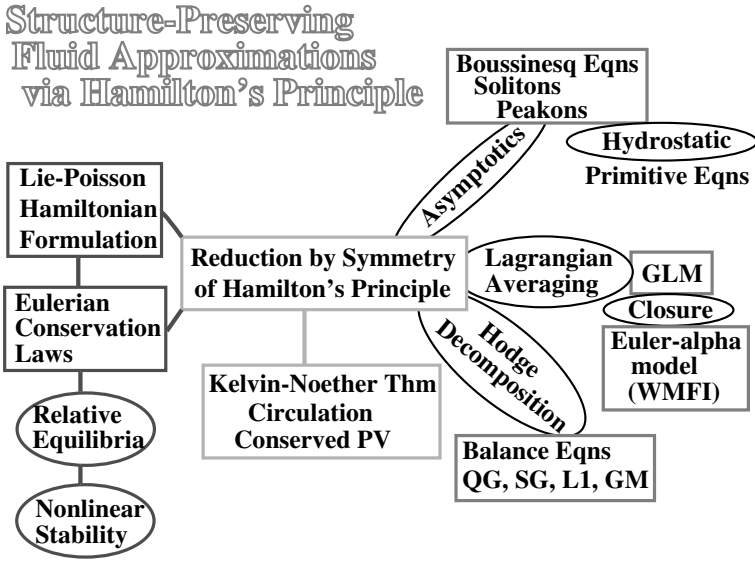 Structure-Preserving
Fluid Approximations
via Hamilton's Principle
Boussinesq Eqns
Solitons
Peakons
Hydrostatic
Primitive Eqns
Asymptotics
Lie-Poisson
Hamiltonian
Formulation
Reduction by Symmetry
of Hamilton's Principle
Lagrangian
Averaging
GLM
Closure
Euler-alpha
model
(WMFI)
Eulerian
Conservation
Laws
Hodge
Decomposition
Kelvin-Noether Thm
Circulation
Conserved PV
Relative
Equilibria
Balance Eqns
QG, SG, L1, GM
Nonlinear
Stability